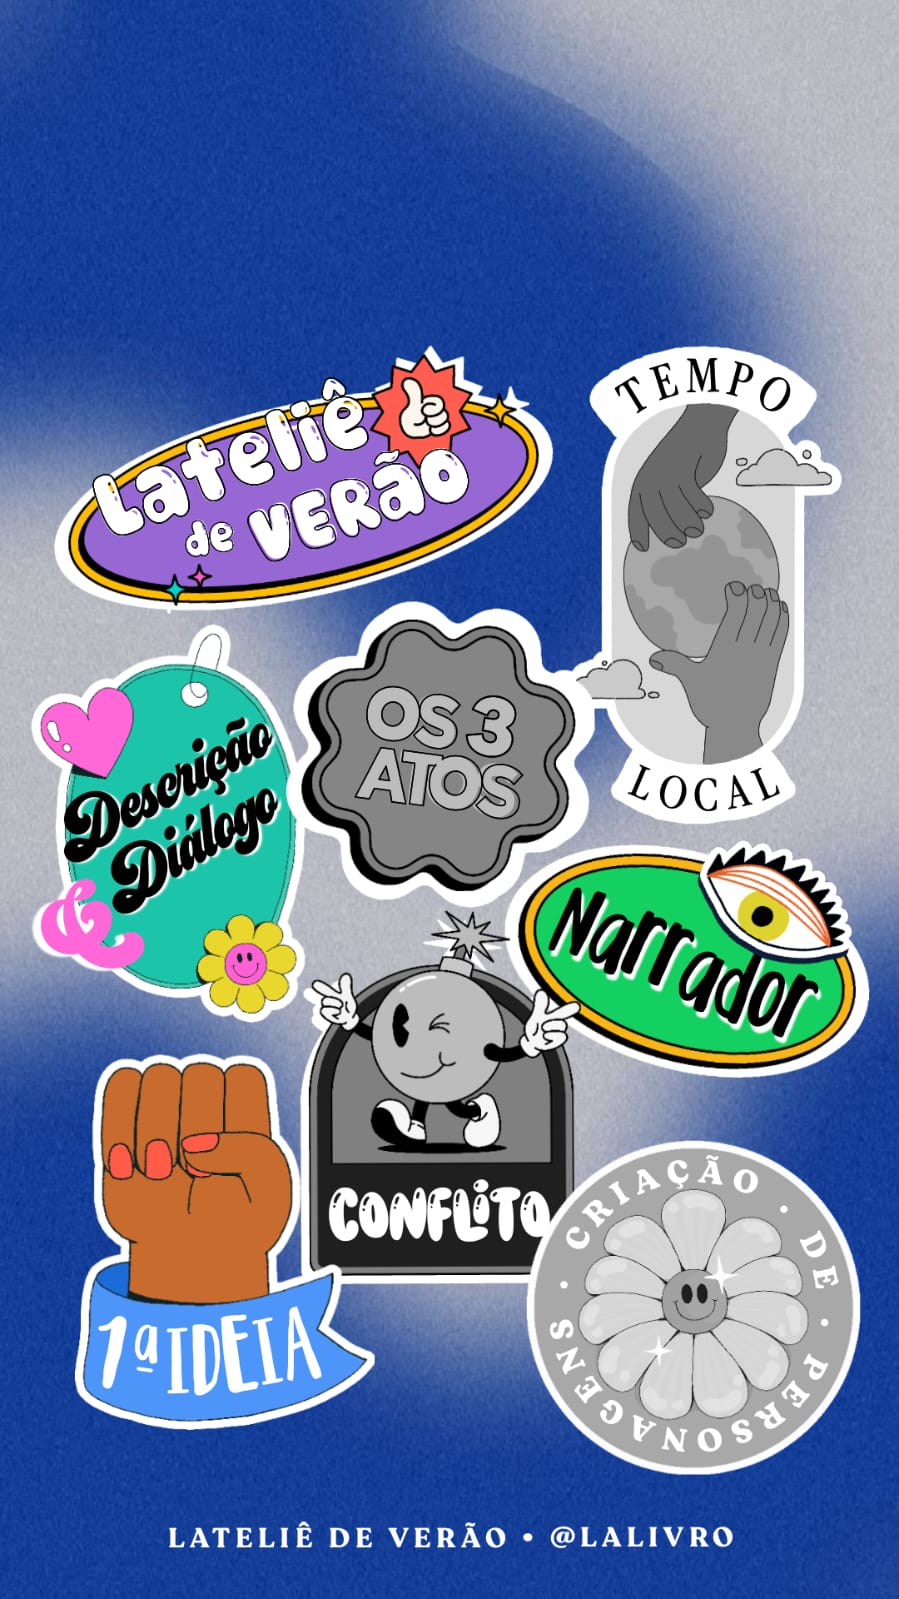 Lateliê
de VERÃO
TEMPO
LOCAL
OS 3
ATOS
Descrição
&
Diálogo
Narrador
CONFLITO
1ª IDEIA
CRIAÇÃO · DE · PERSONAGENS ·
LATELIÊ DE VERÃO • @LALIVRO